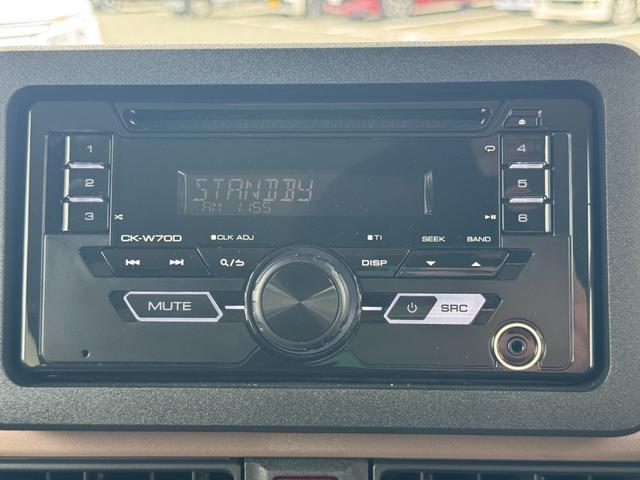 1
2
3
4
5
6
STANDBY
AM 11:55
CK-W70D
CLK ADJ
TI
SEEK
BAND
DISP
MUTE
SRC